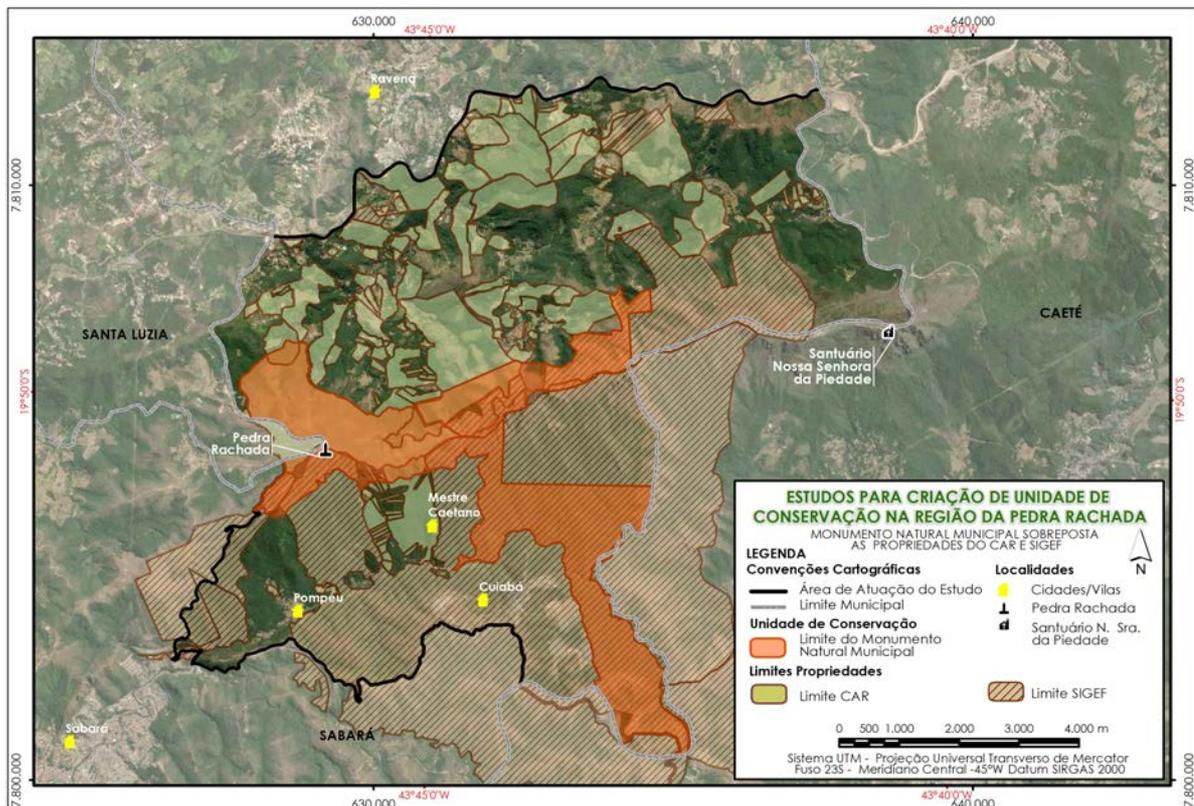 630.000
640.000
43°45'0"W
43°40'0"W
Ravena
7.810.000
7.810.000
SANTA LUZIA
CAETÉ
Santuário
Nossa Senhora
da Piedade
19°50'0"S
19°50'0"S
Pedra
Rachada
Mestre
Caetano
Cuiabá
Pompéu
Sabará
SABARÁ
ESTUDOS PARA CRIAÇÃO DE UNIDADE DE
CONSERVAÇÃO NA REGIÃO DA PEDRA RACHADA
MONUMENTO NATURAL MUNICIPAL SOBREPOSTA
AS PROPRIEDADES DO CAR E SIGEF
LEGENDA
Convenções Cartográficas
Área de Atuação do Estudo
Limite Municipal
Unidade de Conservação
Limite do Monumento
Natural Municipal
Limites Propriedades
Limite CAR
Limite SIGEF
Localidades
Cidades/Vilas
Pedra Rachada
Santuário N. Sra.
da Piedade
N
0 500 1.000 2.000 3.000 4.000 m
Sistema UTM - Projeção Universal Transverso de Mercator
Fuso 23S - Meridiano Central -45°W Datum SIRGAS 2000
7.800.000
7.800.000
43°45'0"W
43°40'0"W
630.000
640.000